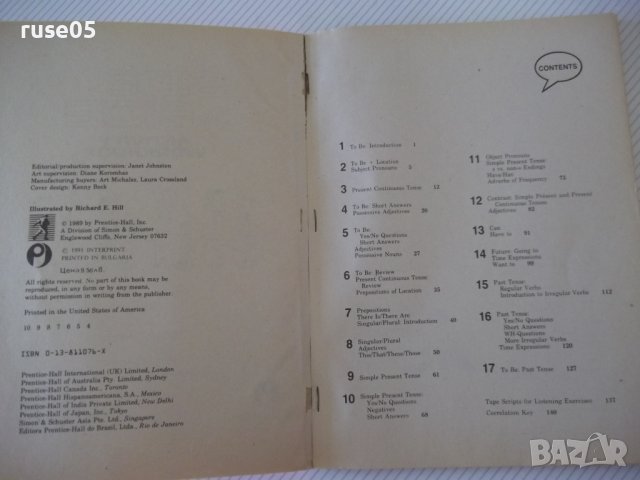 ruse05
Editorial/production supervision: Janet Johnston
Art supervision: Diane Koromhas
Manufacturing buyers: Art Michalez, Laura Crossland
Cover design: Kenny Beck
Illustrated by Richard E. Hill
© 1989 by Prentice-Hall, Inc.
A Division of Simon & Schuster
Englewood Cliffs, New Jersey 07632
© 1991 INTERPRINT
PRINTED IN BULGARIA
All rights reserved. No part of this book may be
reproduced, in any form or by any means,
without permission in writing from the publisher.
Printed in the United States of America
10 9 8 7 6 5 4
ISBN 0-13-811076-X
Prentice-Hall International (UK) Limited, London
Prentice-Hall of Australia Pty. Limited, Sydney
Prentice-Hall Canada Inc., Toronto
Prentice-Hall Hispanoamericana, S.A., Mexico
Prentice-Hall of India Private Limited, New Delhi
Prentice-Hall of Japan, Inc., Tokyo
Simon & Schuster Asia Pte. Ltd., Singapore
Editora Prentice-Hall do Brasil, Ltda., Rio de Janeiro
CONTENTS
1 To Be: Introduction 1
2 To Be + Location
Subject Pronouns 5
3 Present Continuous Tense 12
4 To Be: Short Answers
Possessive Adjectives 20
5 To Be:
Yes/No Questions
Short Answers
Adjectives
Possessive Nouns 27
6 To Be: Review
Present Continuous Tense:
Review
Prepositions of Location 35
7 Prepositions
There Is/There Are
Singular/Plural: Introduction 40
8 Singular/Plural
Adjectives
This/That/These/Those 50
9 Simple Present Tense 61
10 Simple Present Tense:
Yes/No Questions
Negatives
Short Answers 68
11 Object Pronouns
Simple Present Tense:
s vs. non-s Endings
Have/Has
Adverbs of Frequency 73
12 Contrast: Simple Present and Present
Continuous Tenses
Adjectives 82
13 Can
Have to 91
14 Future: Going to
Time Expressions
Want to 98
15 Past Tense:
Regular Verbs
Introduction to Irregular Verbs 112
16 Past Tense:
Yes/No Questions
Short Answers
WH-Questions
More Irregular Verbs
Time Expressions 120
17 To Be: Past Tense 127
Tape Scripts for Listening Exercises 137
Correlation Key 140
BAZAR
bg